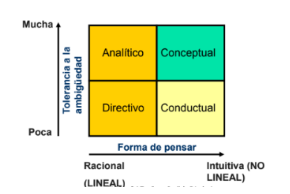 Mucha
Tolerancia a la
ambigüedad
Analítico
Conceptual
Directivo
Conductual
Poca
Forma de pensar
Racional
(LINEAL)
Intuitiva (NO
LINEAL)